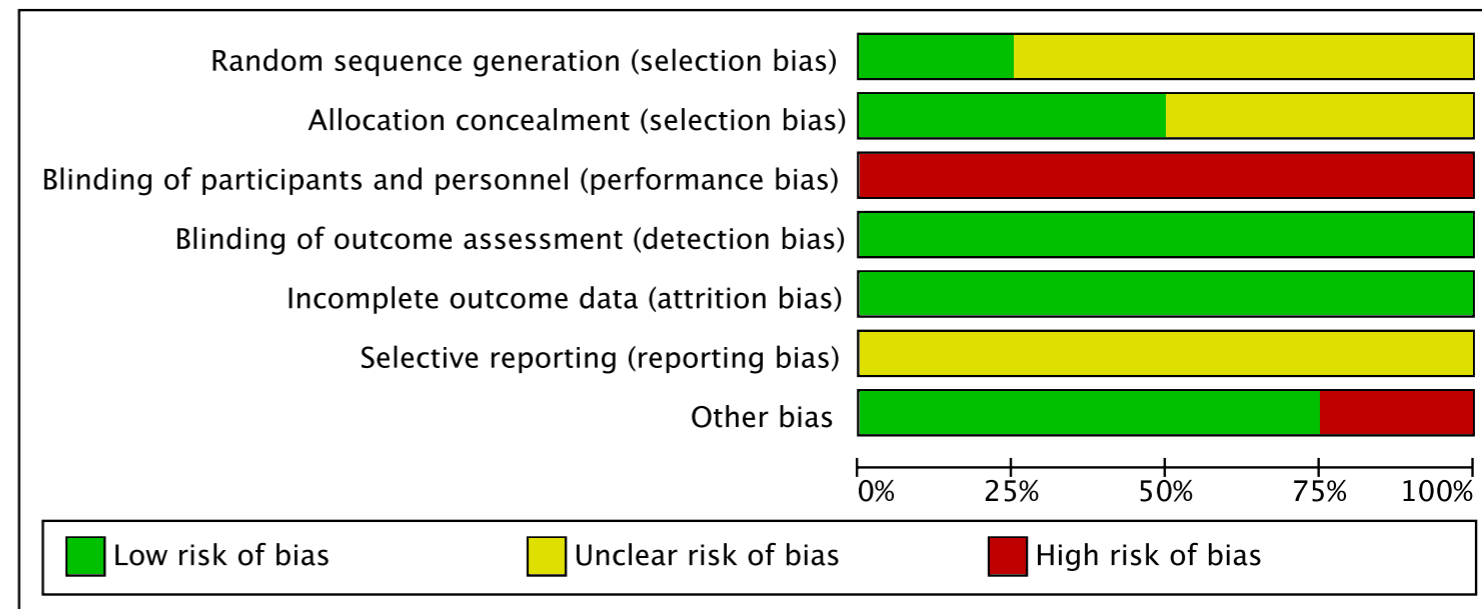 Random sequence generation (selection bias)
Allocation concealment (selection bias)
Blinding of participants and personnel (performance bias)
Blinding of outcome assessment (detection bias)
Incomplete outcome data (attrition bias)
Selective reporting (reporting bias)
Other bias
0% 25% 50% 75% 100%
Low risk of bias Unclear risk of bias High risk of bias